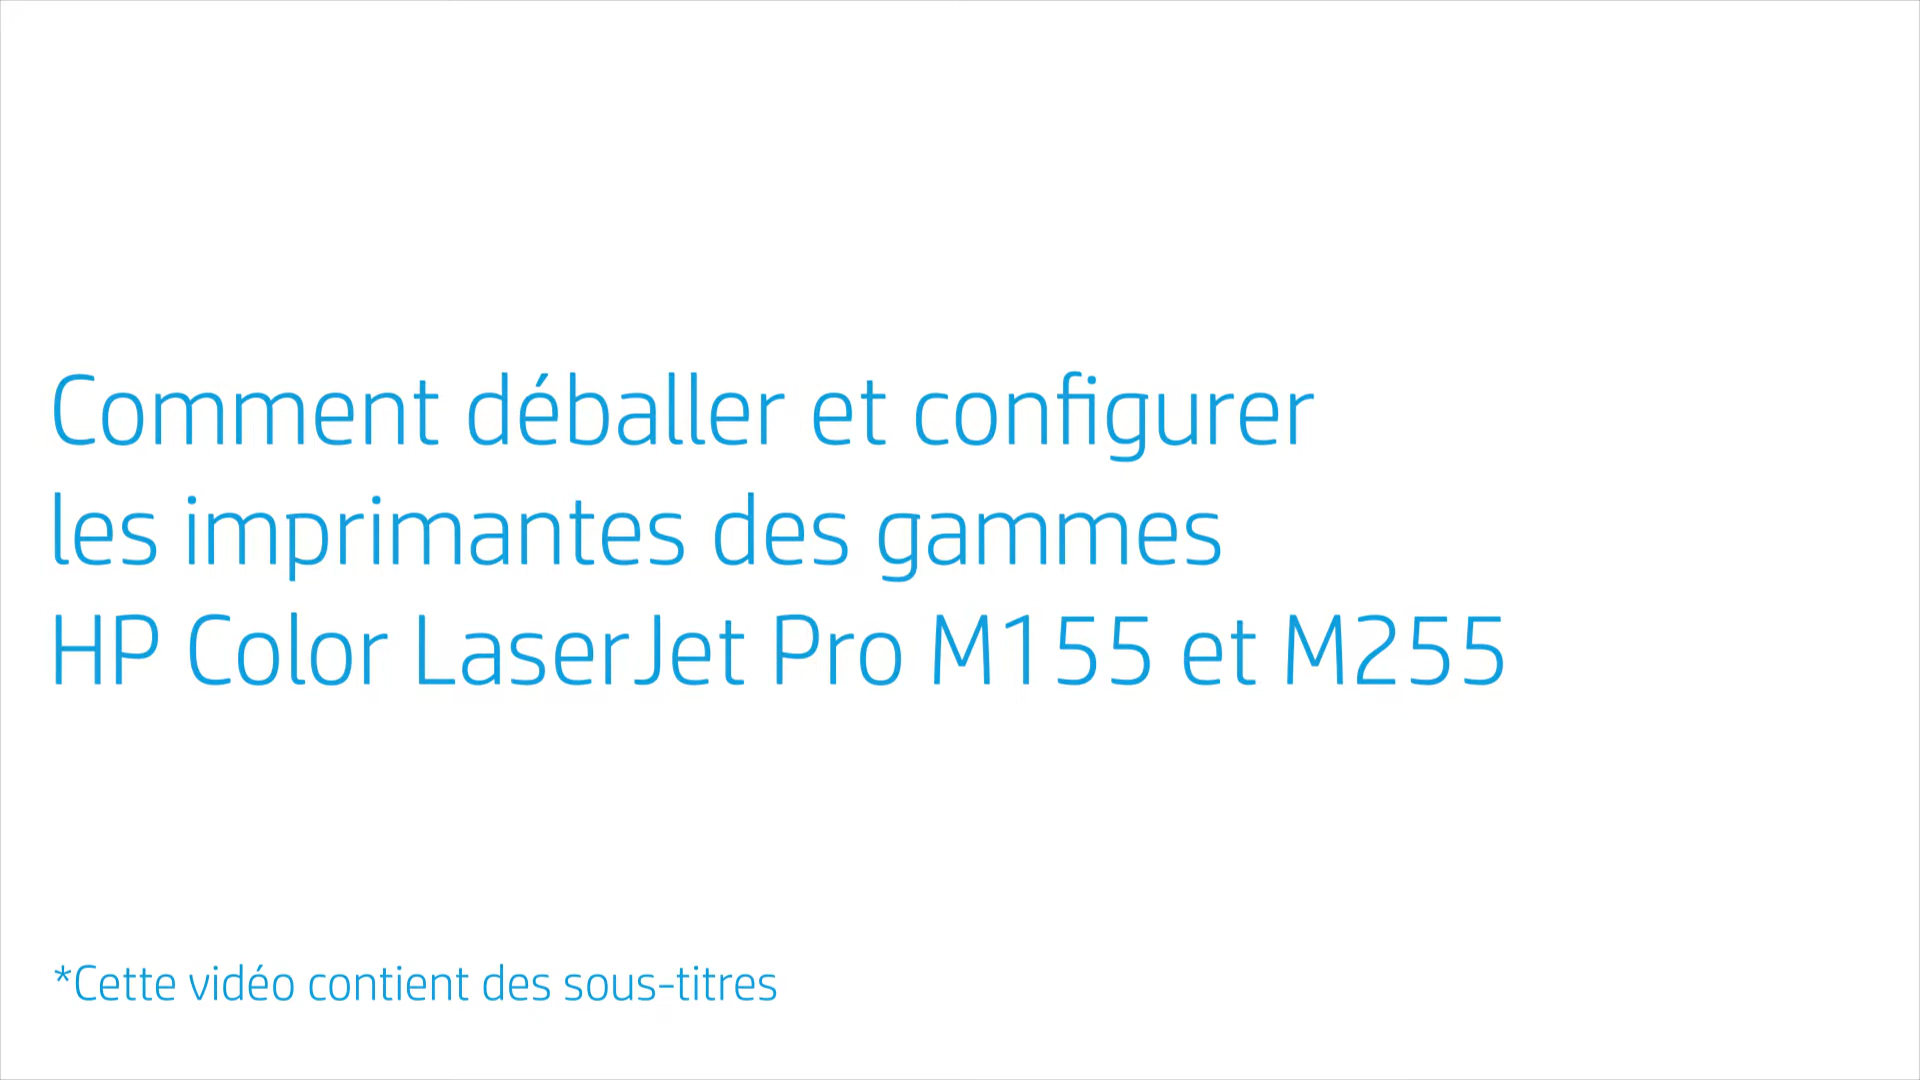 Comment déballer et configurer
les imprimantes des gammes
HP Color LaserJet Pro M155 et M255
*Cette vidéo contient des sous-titres